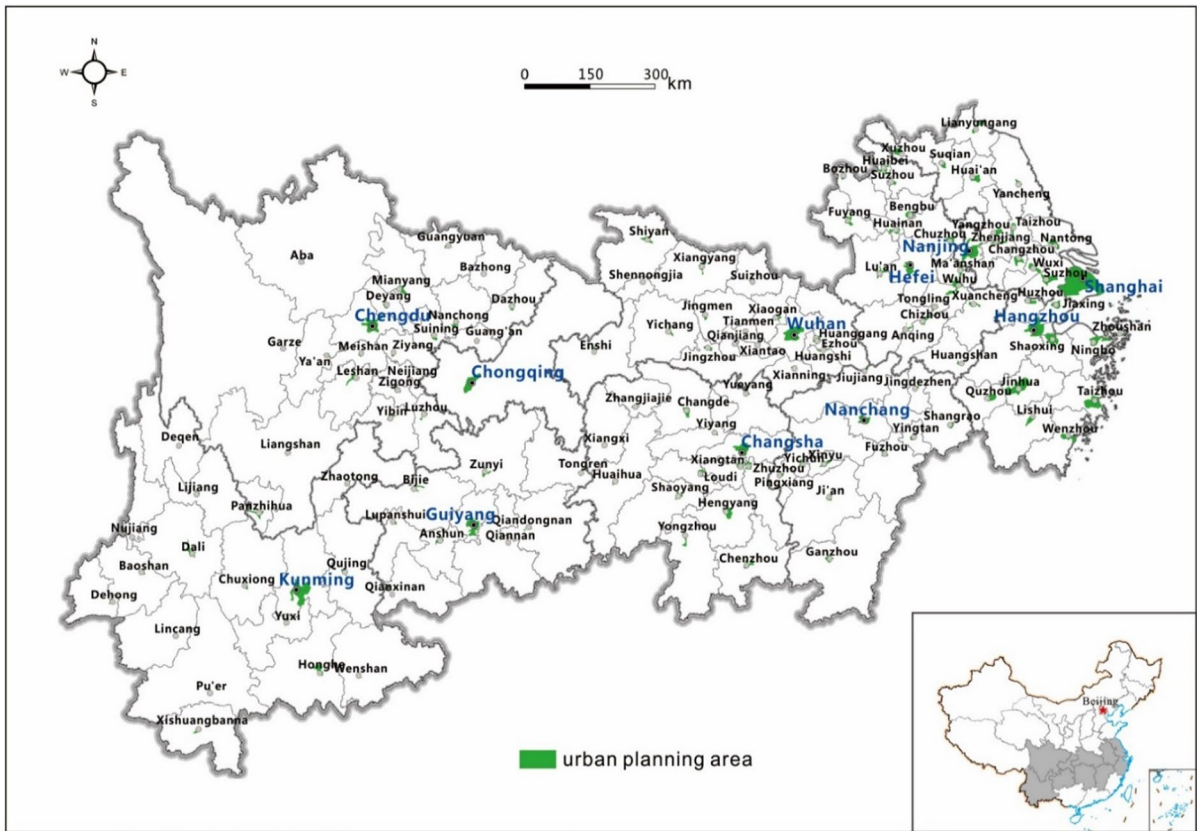 N
W E
S
0 150 300 km
Lianyungang
Xuzhou
Suqian
Huaibei
Bozhou
Suzhou
Huai'an
Yancheng
Fuyang
Bengbu
Huainan
Yangzhou
Taizhou
Chuzhou
Zhenjiang
Nantong
Nanjing
Changzhou
Lu'an
Ma'anshan
Wuxi
Hefei
Wuhu
Suzhou
Shanghai
Tongling
Xuancheng
Huzhou
Jiaxing
Chizhou
Hangzhou
Zhoushan
Anqing
Shaoxing
Ningbo
Huangshan
Quzhou
Jinhua
Taizhou
Lishui
Wenzhou
Shiyan
Xiangyang
Shennongjia
Suizhou
Jingmen
Xiaogan
Yichang
Tianmen
Wuhan
Qianjiang
Huanggang
Ezhou
Enshi
Jingzhou
Xiantao
Huangshi
Xianning
Jiujiang
Jingdezhen
Nanchang
Shangrao
Yingtan
Fuzhou
Yichun
Xinyu
Pingxiang
Ji'an
Ganzhou
Yueyang
Zhangjiajie
Changde
Yiyang
Xiangxi
Changsha
Xiangtan
Zhuzhou
Huaihua
Loudi
Shaoyang
Hengyang
Yongzhou
Chenzhou
Guangyuan
Aba
Bazhong
Mianyang
Deyang
Dazhou
Chengdu
Nanchong
Suining
Guang'an
Garze
Meishan
Ziyang
Ya'an
Leshan
Neijiang
Zigong
Chongqing
Yibin
Luzhou
Liangshan
Panzhihua
Zunyi
Tongren
Bijie
Lupanshui
Guiyang
Qiandongnan
Anshun
Qiannan
Qianxinan
Deqen
Zhaotong
Lijiang
Nujiang
Dali
Baoshan
Qujing
Chuxiong
Kunming
Dehong
Yuxi
Lincang
Honghe
Wenshan
Pu'er
Xishuangbanna
urban planning area
Beijing